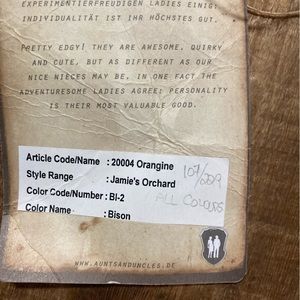 EXPERIMENTIERFREUDIGEN LADIES EINIG:
INDIVIDUALITÄT IST IHR HÖCHSTES GUT.
PRETTY EDGY! THEY ARE AWESOME, QUIRKY
AND CUTE, BUT AS DIFFERENT AS OUR
NICE NIECES MAY BE, IN ONE FACT THE
ADVENTURESOME LADIES AGREE: PERSONALITY
IS THEIR MOST VALUABLE GOOD.
Article Code/Name : 20004 Orangine
Style Range : Jamie's Orchard
Color Code/Number : BI-2
Color Name : Bison
107/
ALL COLOURS
WWW.AUNTSANDUNCLES.DE